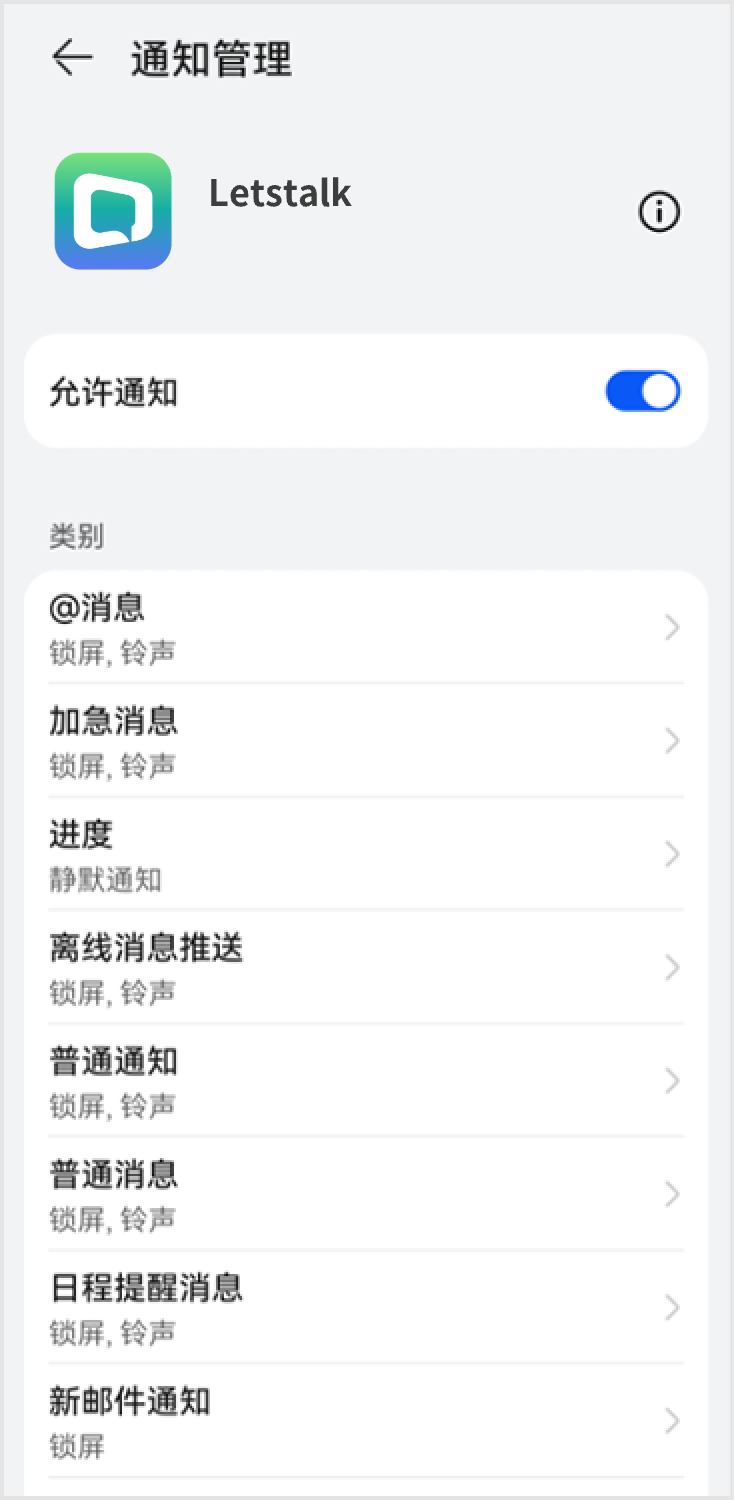 通知管理
Letstalk
允许通知
类别
@消息
锁屏, 铃声
加急消息
锁屏, 铃声
进度
静默通知
离线消息推送
锁屏, 铃声
普通通知
锁屏, 铃声
普通消息
锁屏, 铃声
日程提醒消息
锁屏, 铃声
新邮件通知
锁屏